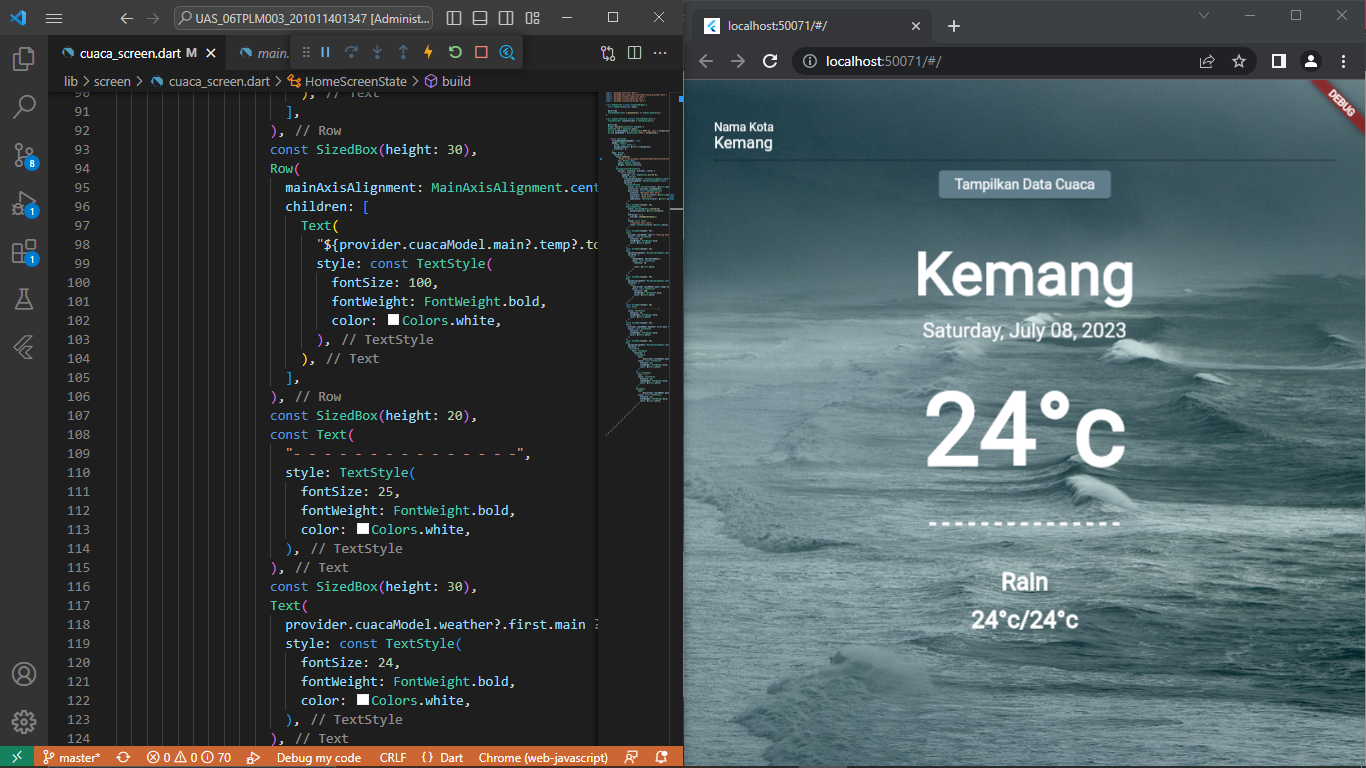 UAS_06TPLM003_201011401347 [Administ...
cuaca_screen.dart M
main.
lib > screen > cuaca_screen.dart > HomeScreenState > build
90 ), // Text
91 ],
92 ), // Row
93 const SizedBox(height: 30),
94 Row(
95 mainAxisAlignment: MainAxisAlignment.cent
96 children: [
97 Text(
98 "${provider.cuacaModel.main?.temp?.to
99 style: const TextStyle(
100 fontSize: 100,
101 fontWeight: FontWeight.bold,
102 color: Colors.white,
103 ), // TextStyle
104 ), // Text
105 ],
106 ), // Row
107 const SizedBox(height: 20),
108 const Text(
109 "- - - - - - - - - - - - - - -",
110 style: TextStyle(
111 fontSize: 25,
112 fontWeight: FontWeight.bold,
113 color: Colors.white,
114 ), // TextStyle
115 ), // Text
116 const SizedBox(height: 30),
117 Text(
118 provider.cuacaModel.weather?.first.main ?
119 style: const TextStyle(
120 fontSize: 24,
121 fontWeight: FontWeight.bold,
122 color: Colors.white,
123 ), // TextStyle
124 ), // Text
8
1
1
master* 0 0 70 Debug my code CRLF {} Dart Chrome (web-javascript)
localhost:50071/#/
localhost:50071/#/
DEBUG
Nama Kota
Kemang
Tampilkan Data Cuaca
Kemang
Saturday, July 08, 2023
24°c
- - - - - - - - - - - - - - -
Rain
24°c/24°c